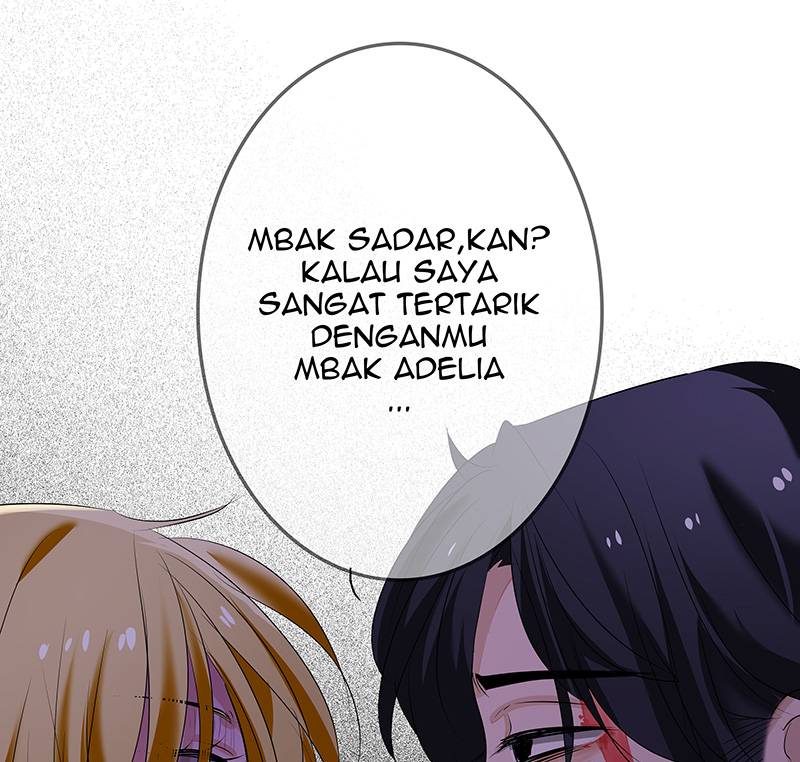 MBAK SADAR,KAN?
KALAU SAYA
SANGAT TERTARIK
DENGANMU
MBAK ADELIA
...